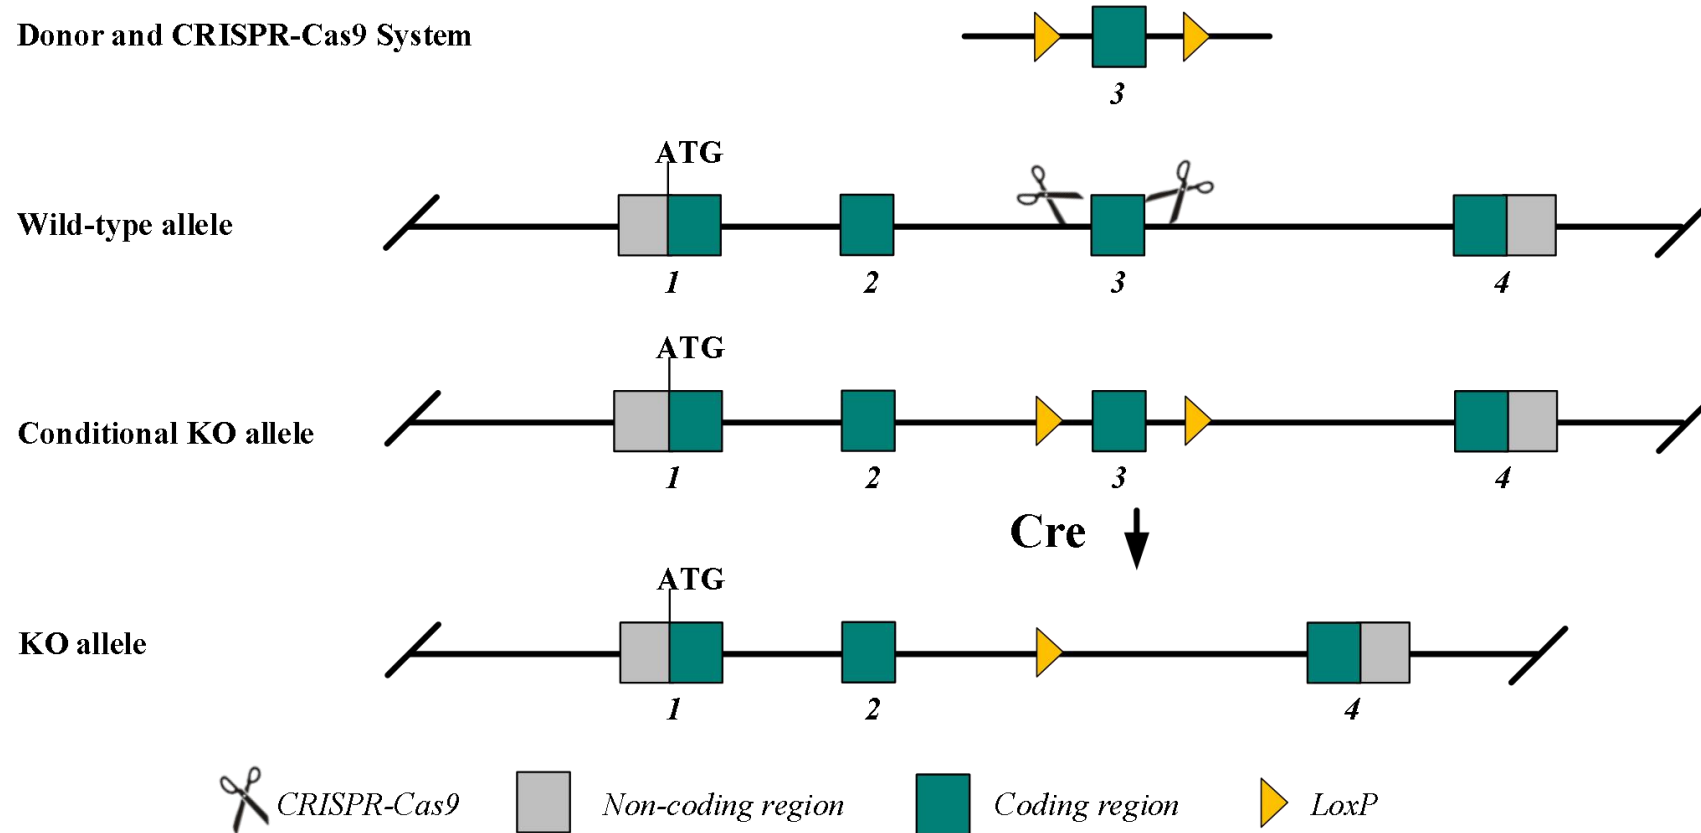 Donor and CRISPR-Cas9 System
3
ATG
Wild-type allele
1 2 3 4
ATG
Conditional KO allele
1 2 3 4
Cre
ATG
KO allele
1 2 4
CRISPR-Cas9 Non-coding region Coding region LoxP